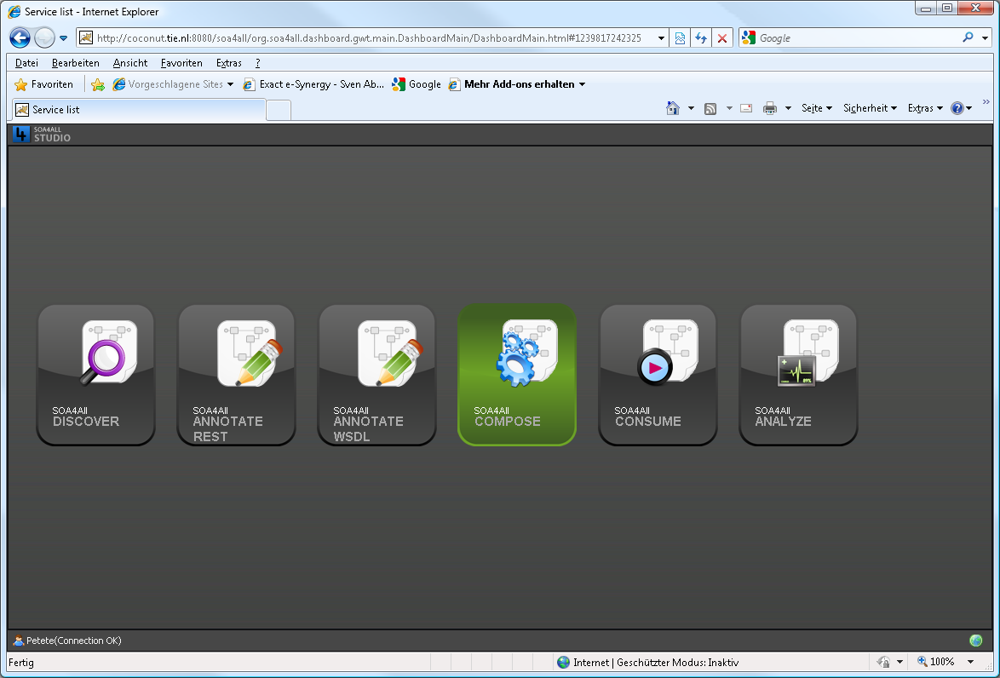 Service list - Internet Explorer
http://coconut.tie.nl:8080/soa4all/org.soa4all.dashboard.gwt.main.DashboardMain/DashboardMain.html#1239817242325
Google
Datei Bearbeiten Ansicht Favoriten Extras ?
Favoriten Vorgeschlagene Sites Exact e-Synergy - Sven Ab... Google Mehr Add-ons erhalten
Service list
Seite Sicherheit Extras
SOA4ALL
STUDIO
SOA4All
DISCOVER
SOA4All
ANNOTATE
REST
SOA4All
ANNOTATE
WSDL
SOA4All
COMPOSE
SOA4All
CONSUME
SOA4All
ANALYZE
Petete(Connection OK)
Fertig
Internet | Geschützter Modus: Inaktiv
100%